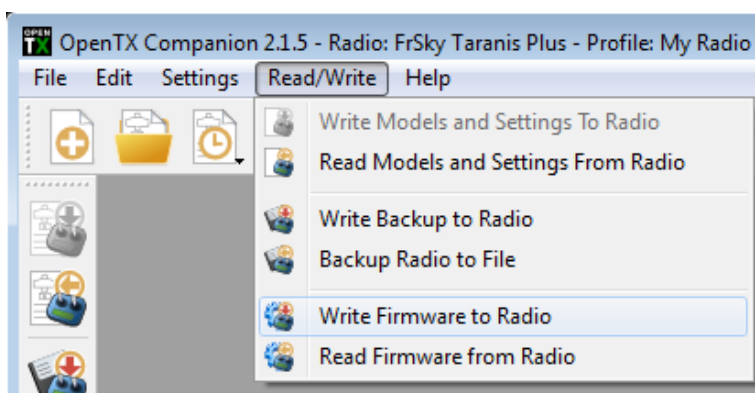 OPEN TX OpenTX Companion 2.1.5 - Radio: FrSky Taranis Plus - Profile: My Radio
File Edit Settings Read/Write Help
Write Models and Settings To Radio
Read Models and Settings From Radio
Write Backup to Radio
Backup Radio to File
Write Firmware to Radio
Read Firmware from Radio